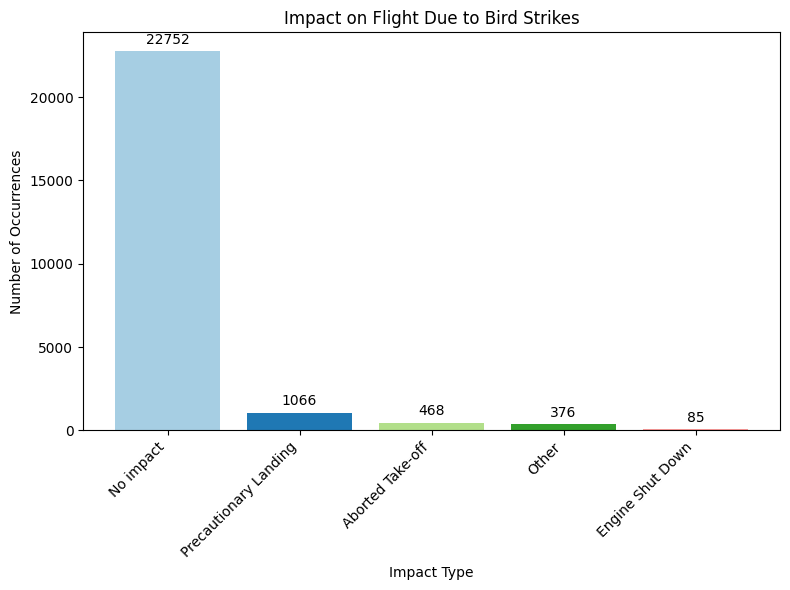 Impact on Flight Due to Bird Strikes
Number of Occurrences
20000
15000
10000
5000
0
22752
1066
468
376
85
No impact
Precautionary Landing
Aborted Take-off
Other
Engine Shut Down
Impact Type